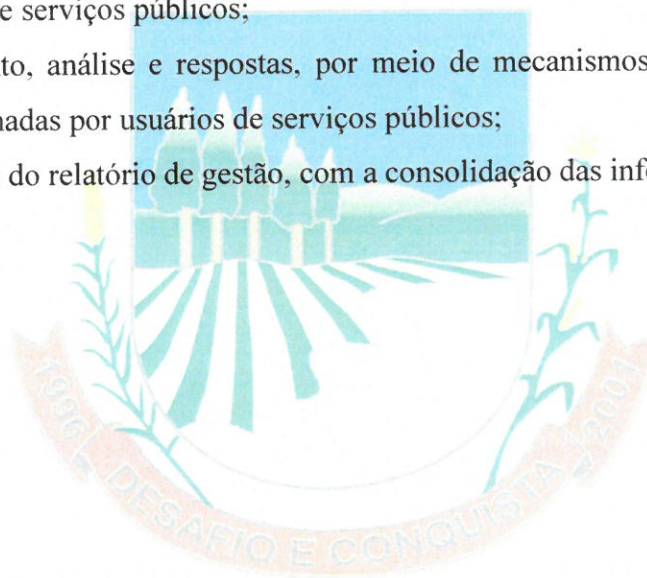 e serviços públicos;
to, análise e respostas, por meio de mecanismos
nadas por usuários de serviços públicos;
do relatório de gestão, com a consolidação das inf
1996
DESAFIO E CONQUISTA
2001